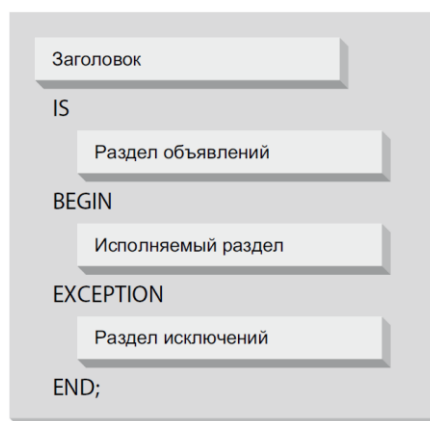 Заголовок
IS
Раздел объявлений
BEGIN
Исполняемый раздел
EXCEPTION
Раздел исключений
END;